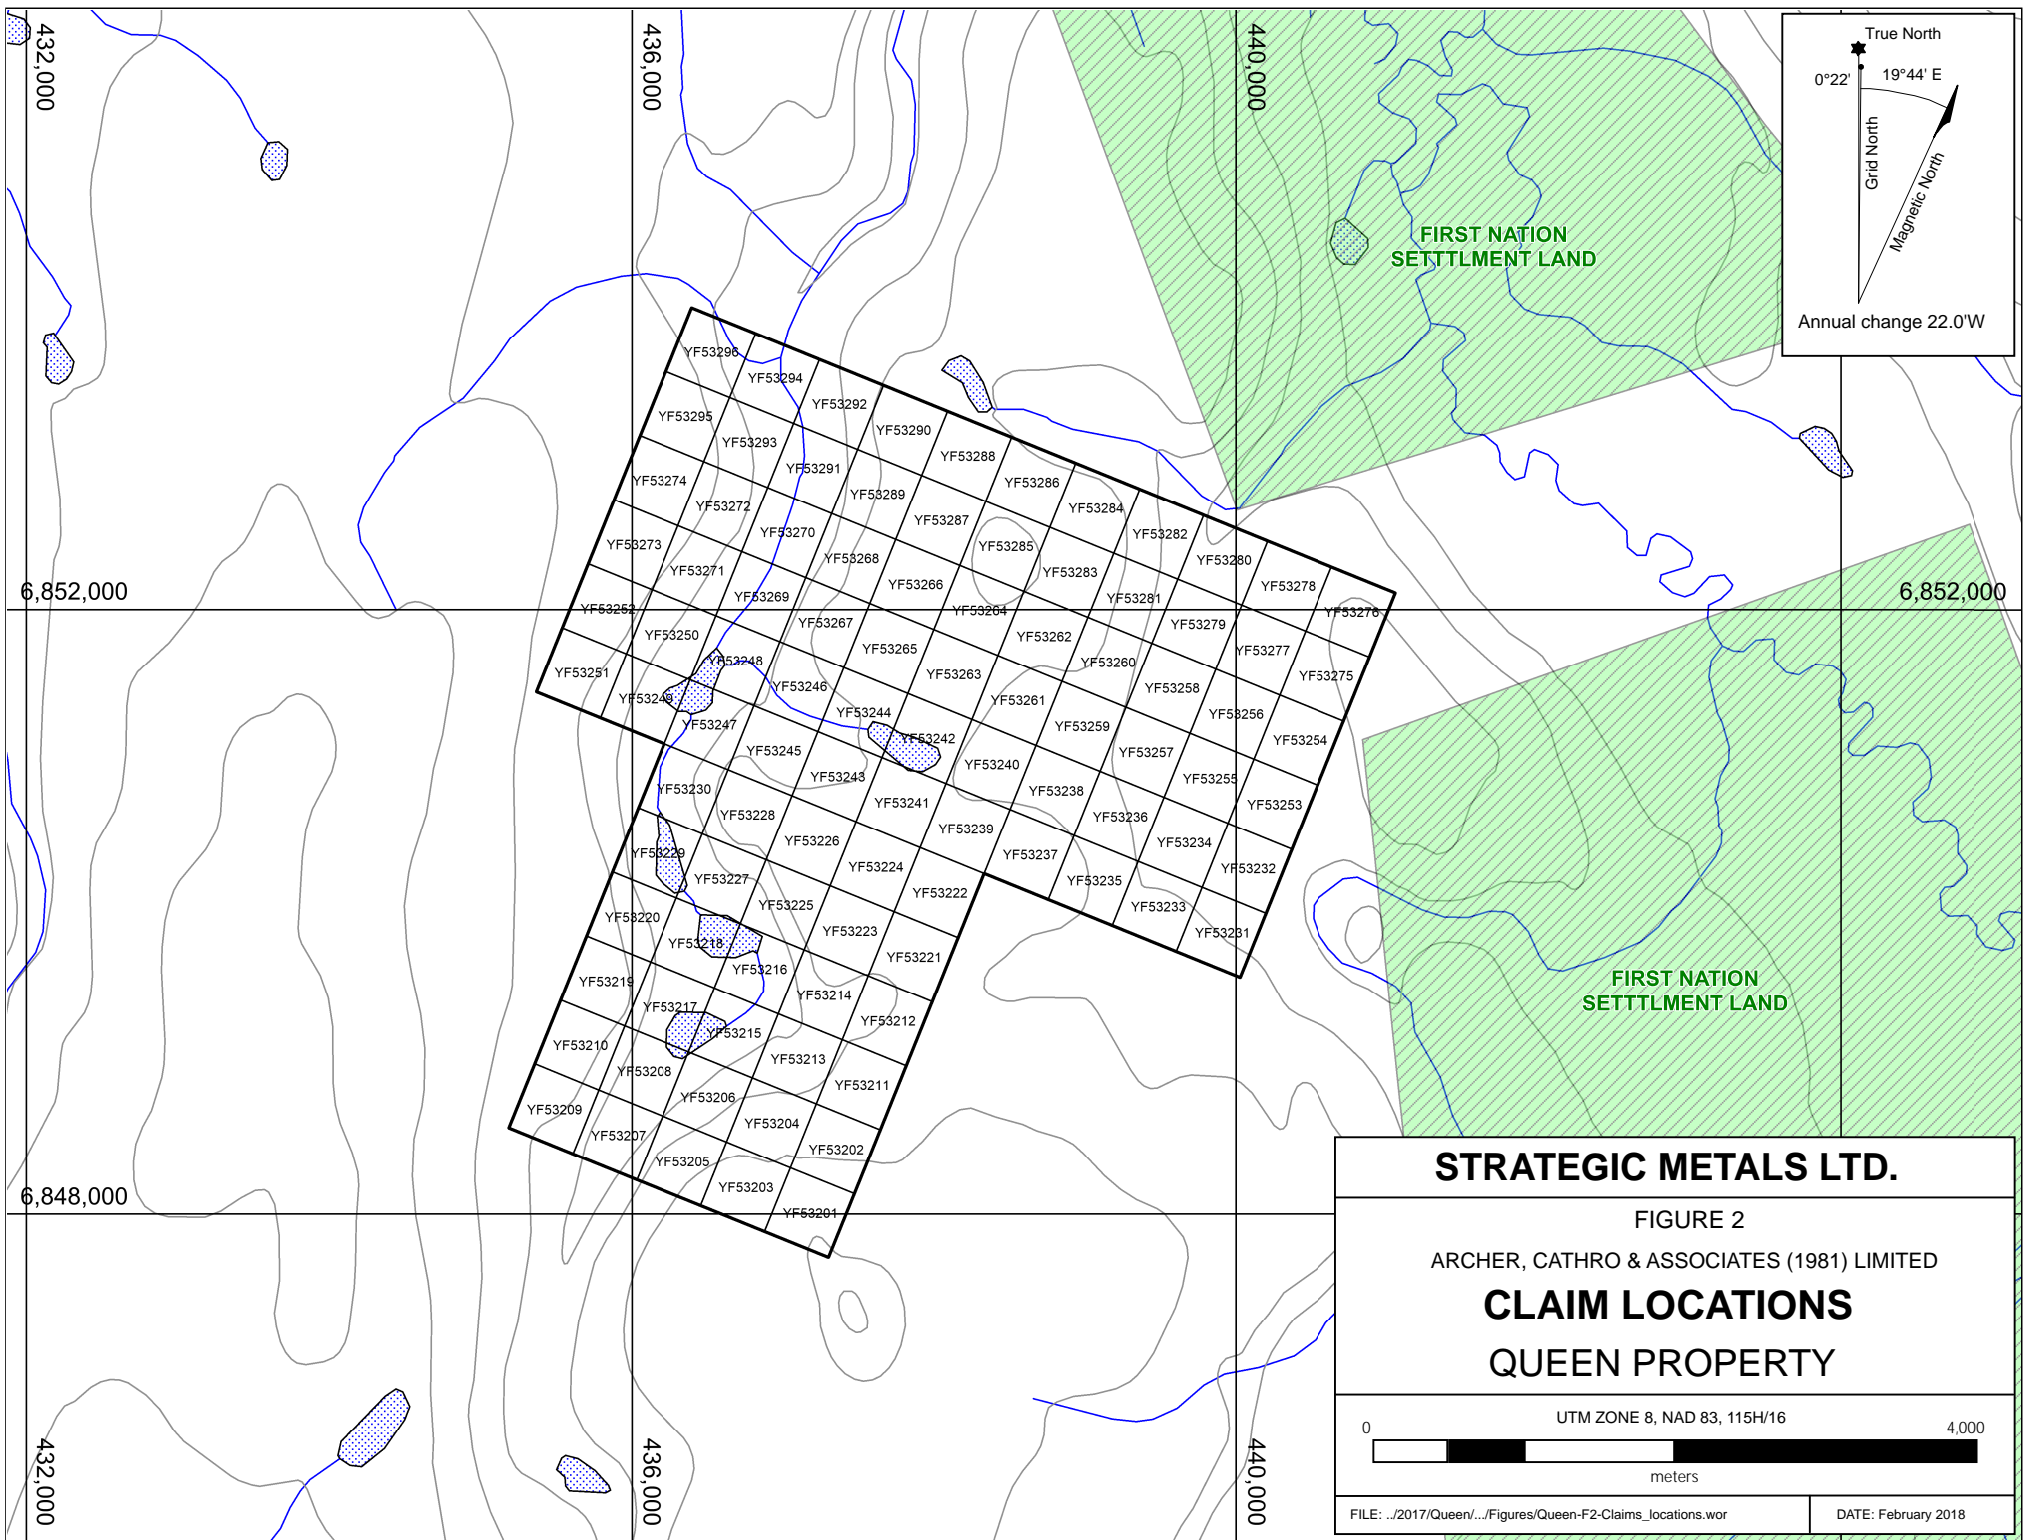 432,000
436,000
440,000
True North
0°22'
19°44' E
Grid North
Magnetic North
Annual change 22.0'W
FIRST NATION
SETTTLMENT LAND
6,852,000
6,852,000
YF53296
YF53294
YF53292
YF53290
YF53288
YF53286
YF53284
YF53282
YF53280
YF53278
YF53276
YF53295
YF53293
YF53291
YF53289
YF53287
YF53285
YF53283
YF53281
YF53279
YF53277
YF53275
YF53274
YF53272
YF53270
YF53268
YF53266
YF53264
YF53262
YF53260
YF53258
YF53256
YF53254
YF53273
YF53271
YF53269
YF53267
YF53265
YF53263
YF53261
YF53259
YF53257
YF53255
YF53253
YF53252
YF53250
YF53248
YF53246
YF53244
YF53242
YF53240
YF53238
YF53236
YF53234
YF53232
YF53251
YF53249
YF53247
YF53245
YF53243
YF53241
YF53239
YF53237
YF53235
YF53233
YF53231
YF53230
YF53228
YF53226
YF53224
YF53222
YF53229
YF53227
YF53225
YF53223
YF53221
YF53220
YF53218
YF53216
YF53214
YF53212
YF53219
YF53217
YF53215
YF53213
YF53211
YF53210
YF53208
YF53206
YF53204
YF53202
YF53209
YF53207
YF53205
YF53203
YF53201
FIRST NATION
SETTTLMENT LAND
6,848,000
432,000
436,000
440,000
STRATEGIC METALS LTD.
FIGURE 2
ARCHER, CATHRO & ASSOCIATES (1981) LIMITED
CLAIM LOCATIONS
QUEEN PROPERTY
UTM ZONE 8, NAD 83, 115H/16
0
4,000
meters
FILE: ../2017/Queen/.../Figures/Queen-F2-Claims_locations.wor
DATE: February 2018